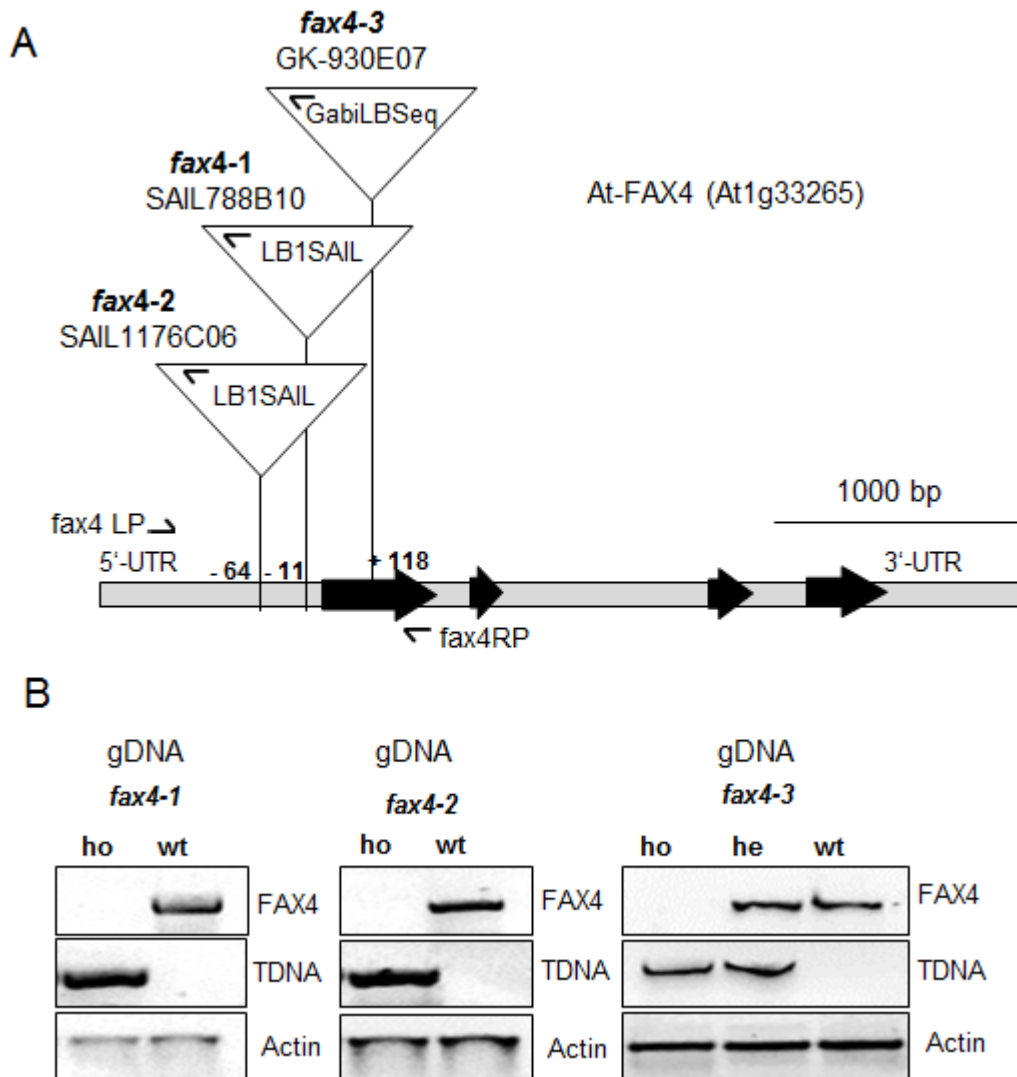 A
fax4-3
GK-930E07
GabiLBSeq
fax4-1
SAIL788B10
At-FAX4 (At1g33265)
LB1SAIL
fax4-2
SAIL1176C06
LB1SAIL
1000 bp
fax4 LP
5‘-UTR
- 64
- 11
+ 118
3‘-UTR
fax4RP
B
gDNA
fax4-1
ho wt
FAX4
TDNA
Actin
gDNA
fax4-2
ho wt
FAX4
TDNA
Actin
gDNA
fax4-3
ho he wt
FAX4
TDNA
Actin